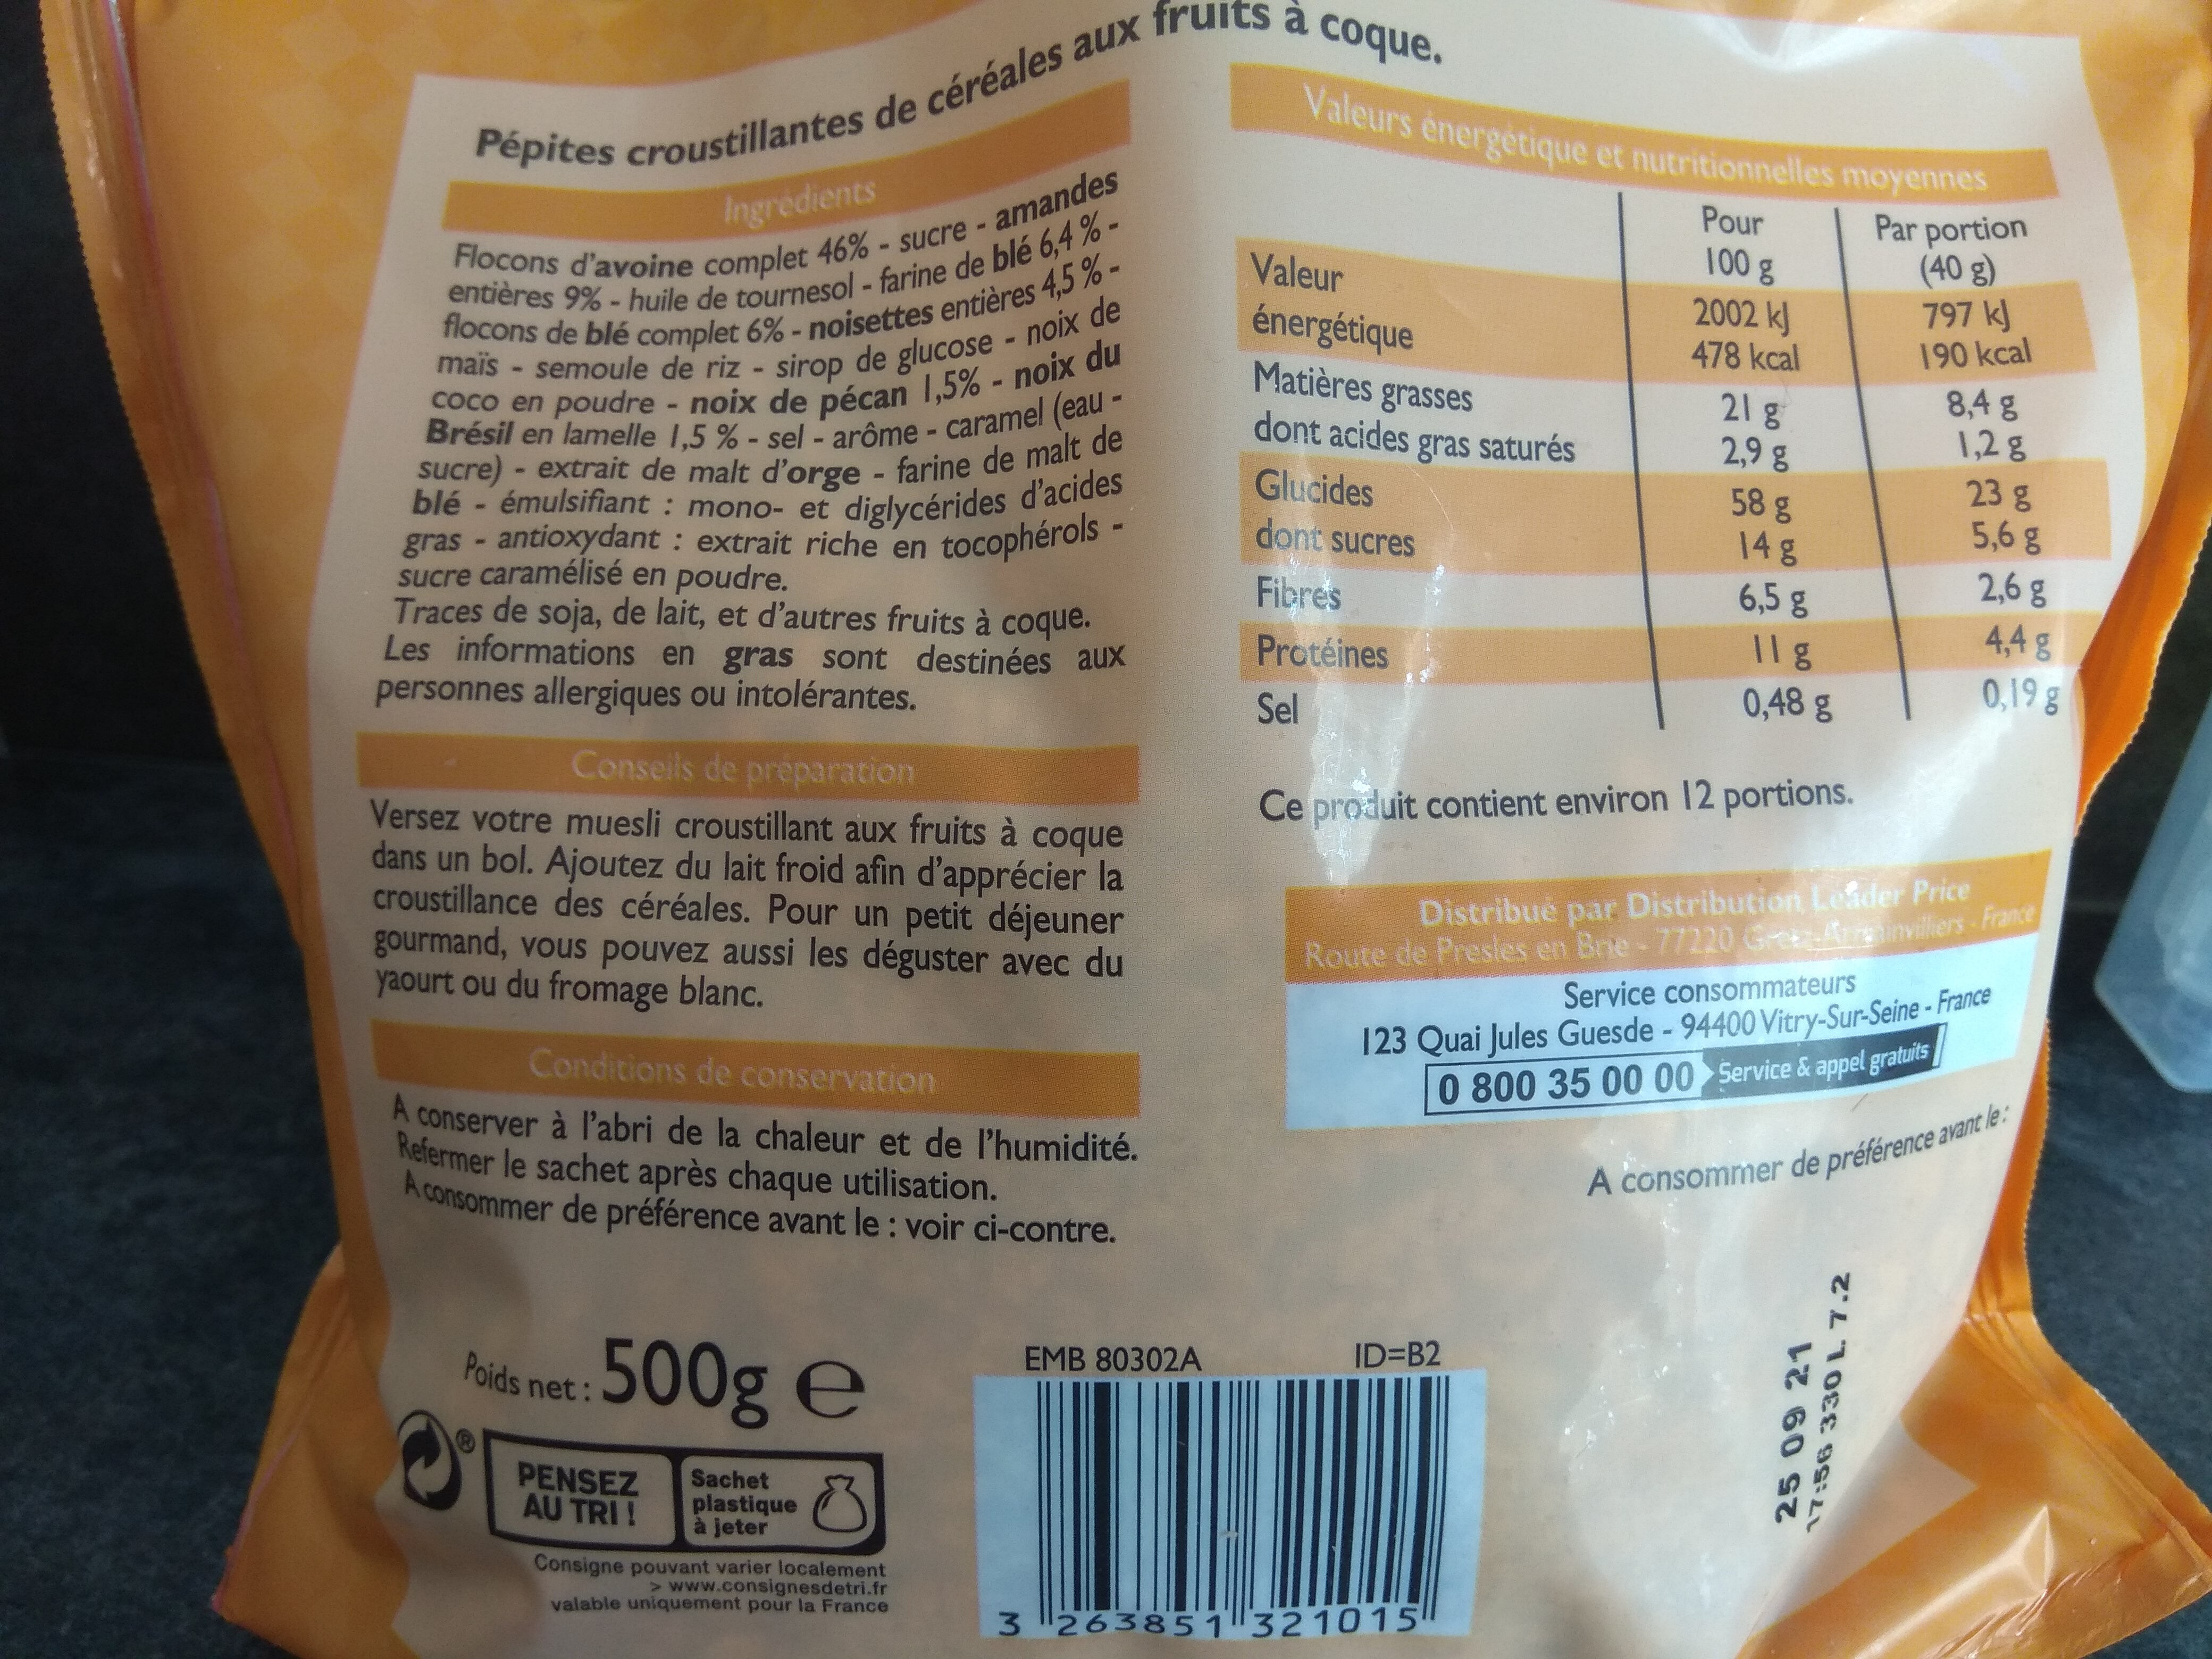 Pépites croustillantes de céréales aux fruits à coque.
Ingrédients
Flocons d'avoine complet 46% - sucre - amandes
entières 9% - huile de tournesol - farine de blé 6,4 % -
flocons de blé complet 6% - noisettes entières 4,5 % -
maïs - semoule de riz - sirop de glucose - noix de
coco en poudre - noix de pécan 1,5% - noix du
Brésil en lamelle 1,5 % - sel - arôme - caramel (eau -
sucre) - extrait de malt d'orge - farine de malt de
blé - émulsifiant : mono- et diglycérides d'acides
gras - antioxydant : extrait riche en tocophérols -
sucre caramélisé en poudre.
Traces de soja, de lait, et d'autres fruits à coque.
Les informations en gras sont destinées aux
personnes allergiques ou intolérantes.
Conseils de préparation
Versez votre muesli croustillant aux fruits à coque
dans un bol. Ajoutez du lait froid afin d'apprécier la
croustillance des céréales. Pour un petit déjeuner
gourmand, vous pouvez aussi les déguster avec du
yaourt ou du fromage blanc.
Conditions de conservation
A conserver à l'abri de la chaleur et de l'humidité.
Refermer le sachet après chaque utilisation.
A consommer de préférence avant le : voir ci-contre.
Poids net : 500g e
PENSEZ
AU TRI !
Sachet
plastique
à jeter
Consigne pouvant varier localement
> www.consignesdetri.fr
valable uniquement pour la France
Valeurs énergétique et nutritionnelles moyennes
Pour
100 g
Par portion
(40 g)
Valeur
énergétique
2002 kJ 797 kJ
478 kcal 190 kcal
Matières grasses 21 g 8,4 g
dont acides gras saturés 2,9 g 1,2 g
Glucides 58 g 23 g
dont sucres 14 g 5,6 g
Fibres 6,5 g 2,6 g
Protéines 11 g 4,4 g
Sel 0,48 g 0,19 g
Ce produit contient environ 12 portions.
Distribué par Distribution Leader Price
Route de Presles en Brie - 77220 Gretz-Armainvilliers - France
Service consommateurs
123 Quai Jules Guesde - 94400 Vitry-Sur-Seine - France
0 800 35 00 00 Service & appel gratuits
A consommer de préférence avant le :
25 09 21
17:56 330 L 7.2
EMB 80302A ID=B2
3 263851 321015